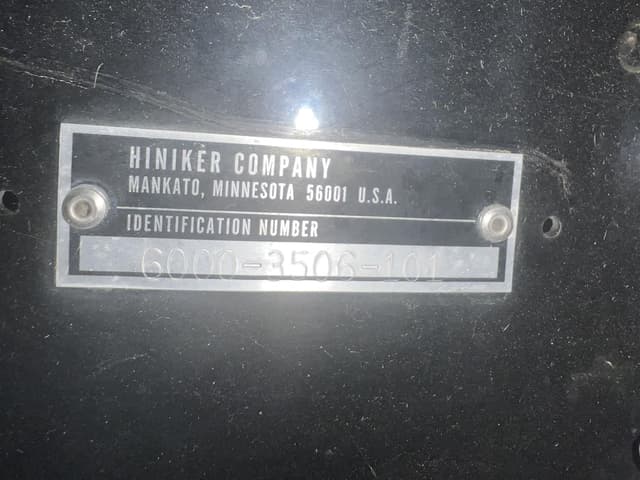 HINIKER COMPANY
MANKATO, MINNESOTA 56001 U.S.A.
IDENTIFICATION NUMBER
6000-3506-101